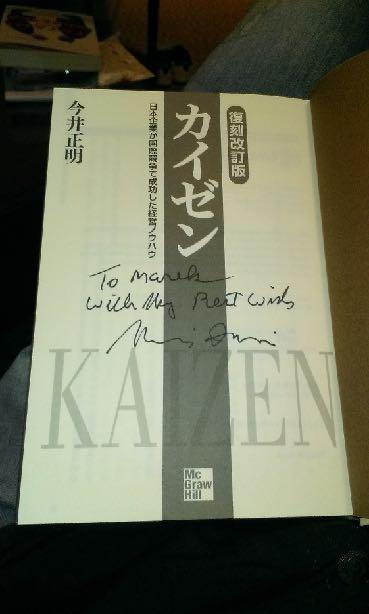 復刻改訂版
カイゼン
日本企業が国際競争で成功した経営ノウハウ
今井正明
To Marek
With My Best Wish
KAIZEN
Mc
Graw
Hill